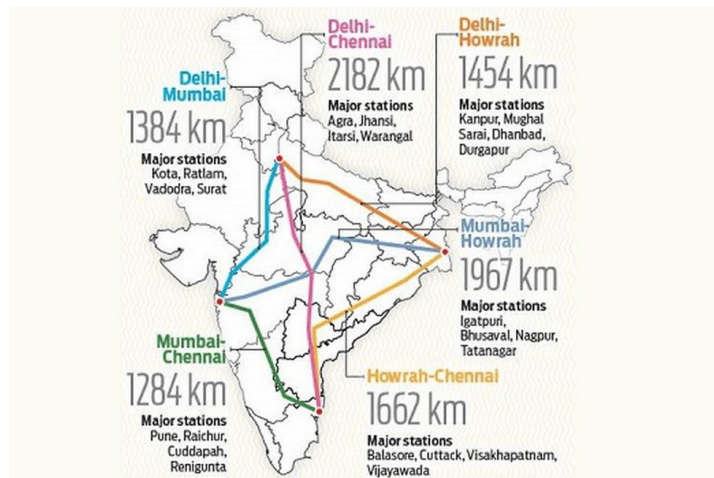 Delhi-
Mumbai
1384 km
Major stations
Kota, Ratlam,
Vadodra, Surat
Delhi-
Chennai
2182 km
Major stations
Agra, Jhansi,
Itarsi, Warangal
Delhi-
Howrah
1454 km
Major stations
Kanpur, Mughal
Sarai, Dhanbad,
Durgapur
Mumbai-
Howrah
1967 km
Major stations
Igatpuri,
Bhusaval, Nagpur,
Tatanagar
Mumbai-
Chennai
1284 km
Major stations
Pune, Raichur,
Cuddapah,
Renigunta
Howrah-Chennai
1662 km
Major stations
Balasore, Cuttack, Visakhapatnam,
Vijayawada